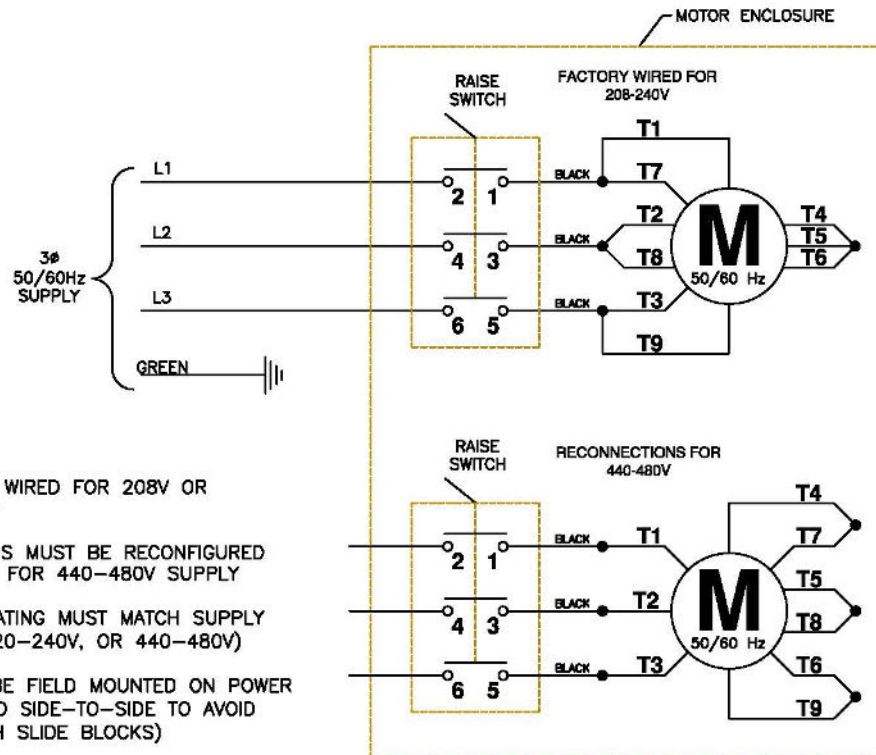 MOTOR ENCLOSURE
RAISE
SWITCH
FACTORY WIRED FOR
208-240V
T1
L1
BLACK
T7
2 1
T2
T4
L2
BLACK
M
T5
4 3
T8
T6
3ø
50/60Hz
SUPPLY
50/60 Hz
L3
BLACK
T3
6 5
T9
GREEN
RAISE
SWITCH
RECONNECTIONS FOR
440-480V
T4
BLACK
T1
T7
2 1
T5
BLACK
T2
M
4 3
T8
50/60 Hz
T6
BLACK
T3
6 5
T9
WIRED FOR 208V OR
S MUST BE RECONFIGURED
FOR 440-480V SUPPLY
ATING MUST MATCH SUPPLY
20-240V, OR 440-480V)
BE FIELD MOUNTED ON POWER
D SIDE-TO-SIDE TO AVOID
H SLIDE BLOCKS)